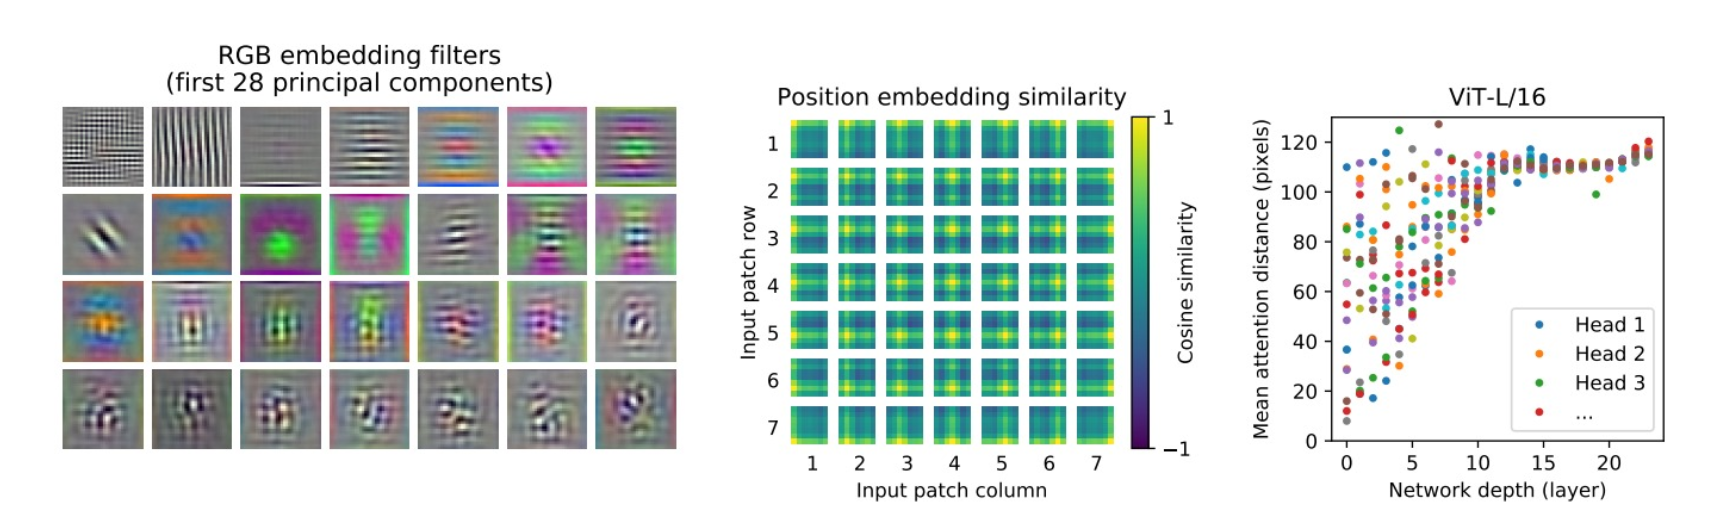 RGB embedding filters
(first 28 principal components)
Position embedding similarity
Input patch row
1
2
3
4
5
6
7
1 2 3 4 5 6 7
Input patch column
1
−1
Cosine similarity
ViT-L/16
Mean attention distance (pixels)
120
100
80
60
40
20
0
0 5 10 15 20
Network depth (layer)
Head 1
Head 2
Head 3
...